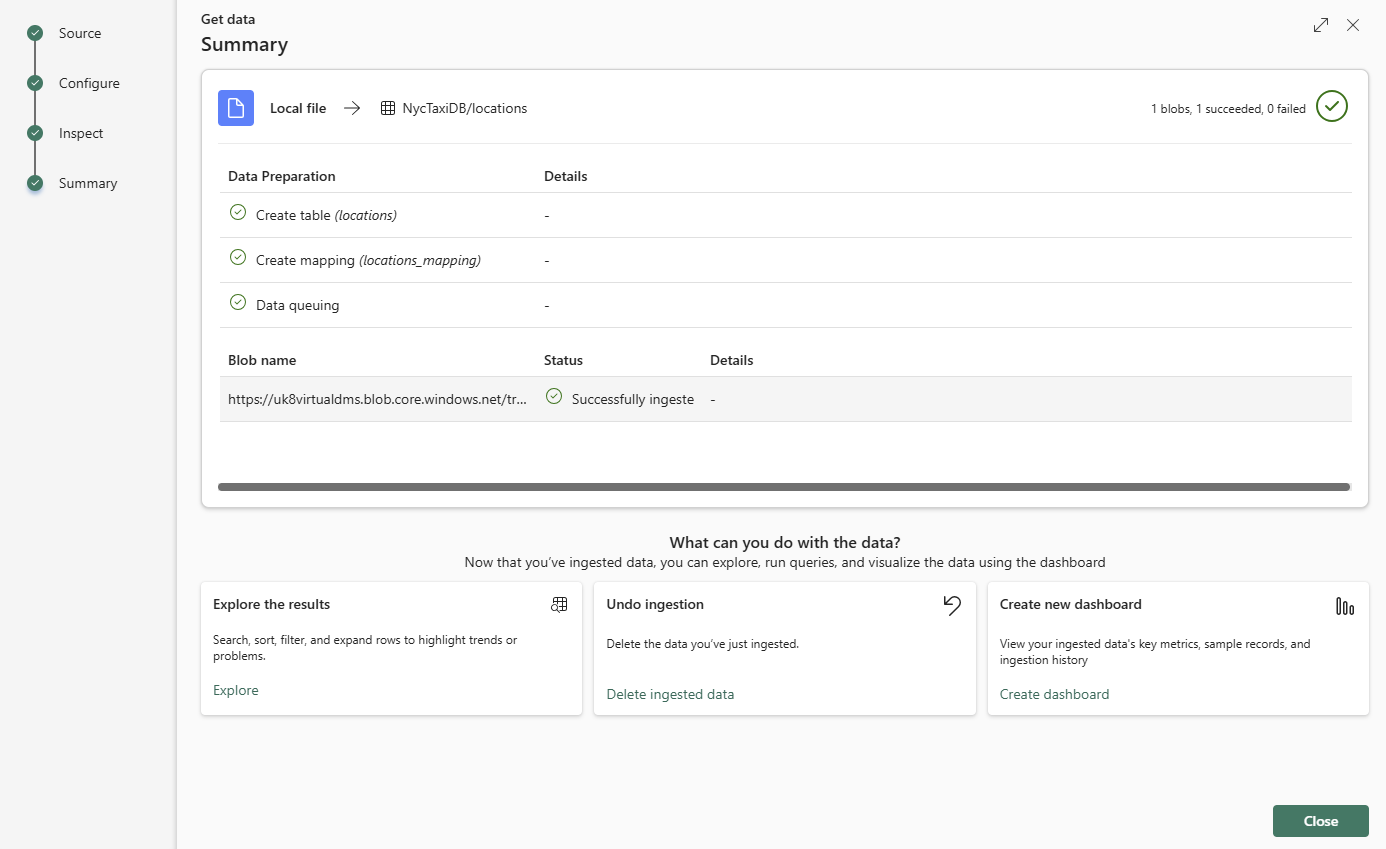 Source
Configure
Inspect
Summary
Get data
Summary
Local file
NycTaxiDB/locations
1 blobs, 1 succeeded, 0 failed
Data Preparation Details
Create table (locations) -
Create mapping (locations_mapping) -
Data queuing -
Blob name Status Details
https://uk8virtualdms.blob.core.windows.net/tr... Successfully ingeste -
What can you do with the data?
Now that you've ingested data, you can explore, run queries, and visualize the data using the dashboard
Explore the results
Search, sort, filter, and expand rows to highlight trends or
problems.
Explore
Undo ingestion
Delete the data you've just ingested.
Delete ingested data
Create new dashboard
View your ingested data's key metrics, sample records, and
ingestion history
Create dashboard
Close